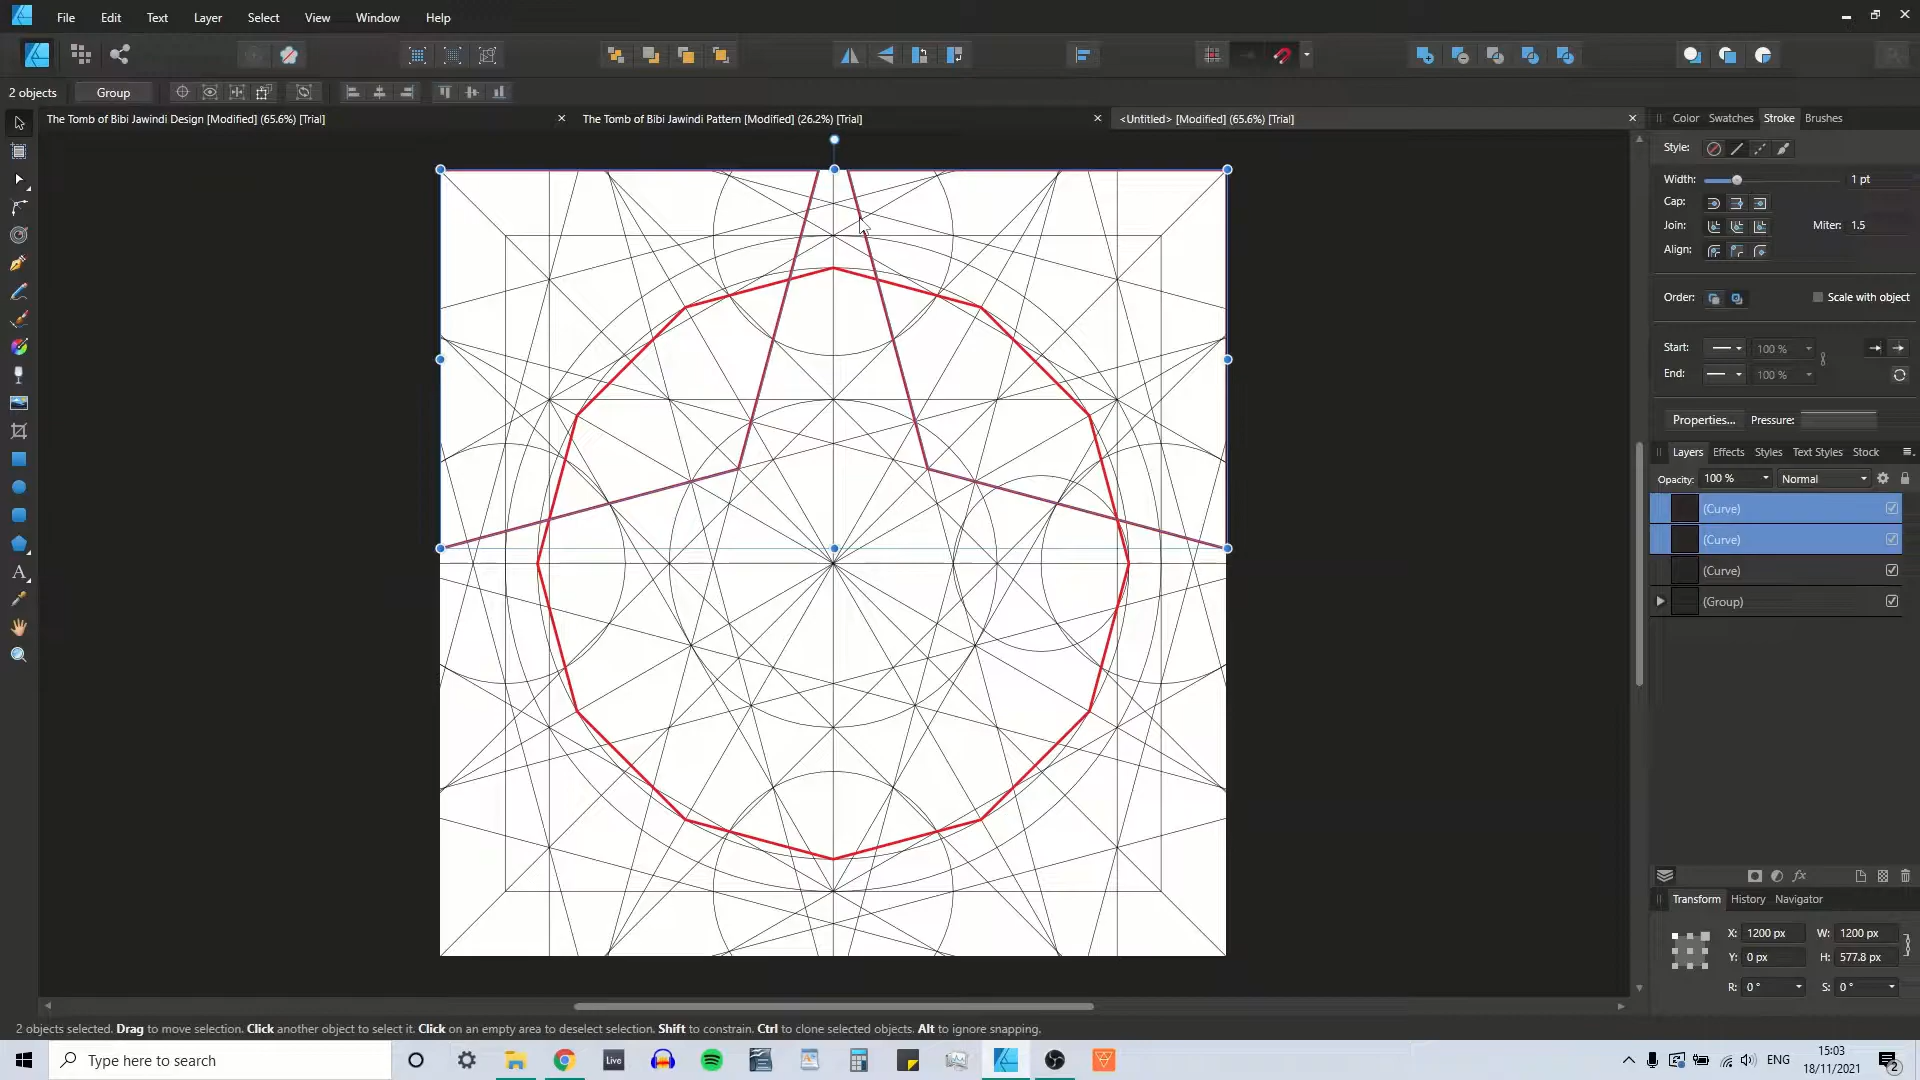 File Edit Text Layer Select View Window Help
2 objects Group
The Tomb of Bibi Jawindi Design [Modified] (65.6%) [Trial]
The Tomb of Bibi Jawindi Pattern [Modified] (26.2%) [Trial]
<Untitled> [Modified] (65.6%) [Trial]
Color Swatches Stroke Brushes
Style:
Width: 1 pt
Cap:
Join: Miter: 1.5
Align:
Order: Scale with object
Start: 100 %
End: 100 %
Properties... Pressure:
Layers Effects Styles Text Styles Stock
Opacity: 100 % Normal
(Curve)
(Curve)
(Curve)
(Group)
Transform History Navigator
X: 1200 px W: 1200 px
Y: 0 px H: 577.8 px
R: 0 ° S: 0 °
2 objects selected. Drag to move selection. Click another object to select it. Click on an empty area to deselect selection. Shift to constrain. Ctrl to clone selected objects. Alt to ignore snapping.
Type here to search
Live
ENG
15:03
18/11/2021
2